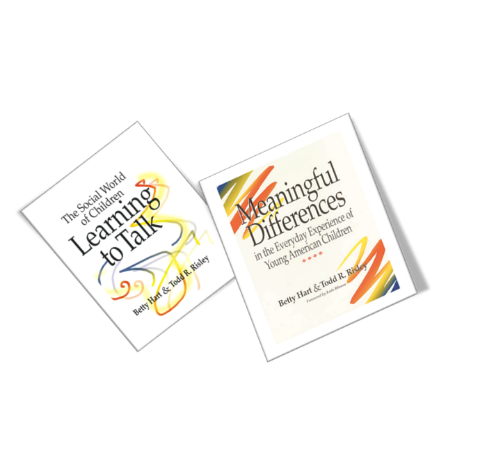 The Social World
of Children
Learning
to Talk
Betty Hart & Todd R. Risley
Meaningful
Differences
in the Everyday Experience of
Young American Children
Betty Hart & Todd R. Risley